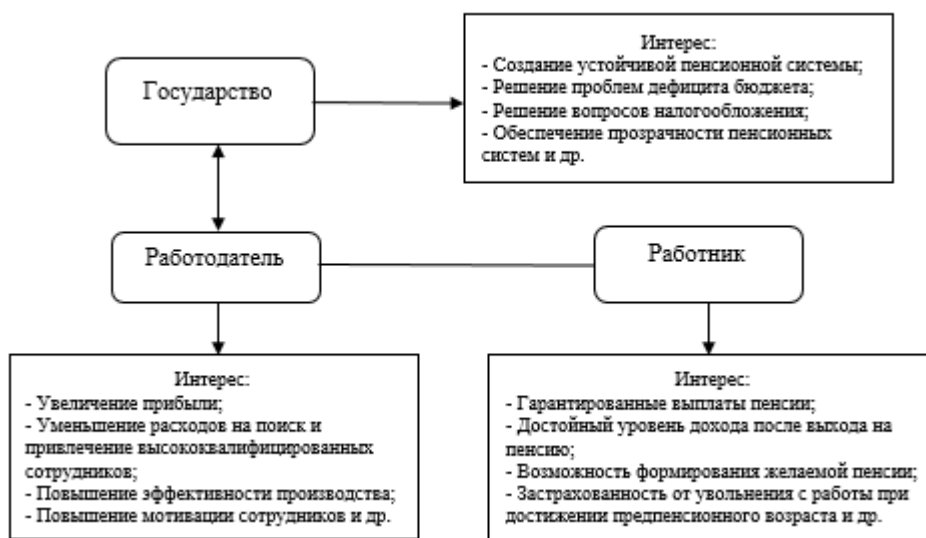 Государство
Интерес:
- Создание устойчивой пенсионной системы;
- Решение проблем дефицита бюджета;
- Решение вопросов налогообложения;
- Обеспечение прозрачности пенсионных
систем и др.
Работодатель
Работник
Интерес:
- Увеличение прибыли;
- Уменьшение расходов на поиск и
привлечение высококвалифицированных
сотрудников;
- Повышение эффективности производства;
- Повышение мотивации сотрудников и др.
Интерес:
- Гарантированные выплаты пенсии;
- Достойный уровень дохода после выхода на
пенсию;
- Возможность формирования желаемой пенсии;
- Застрахованность от увольнения с работы при
достижении предпенсионного возраста и др.